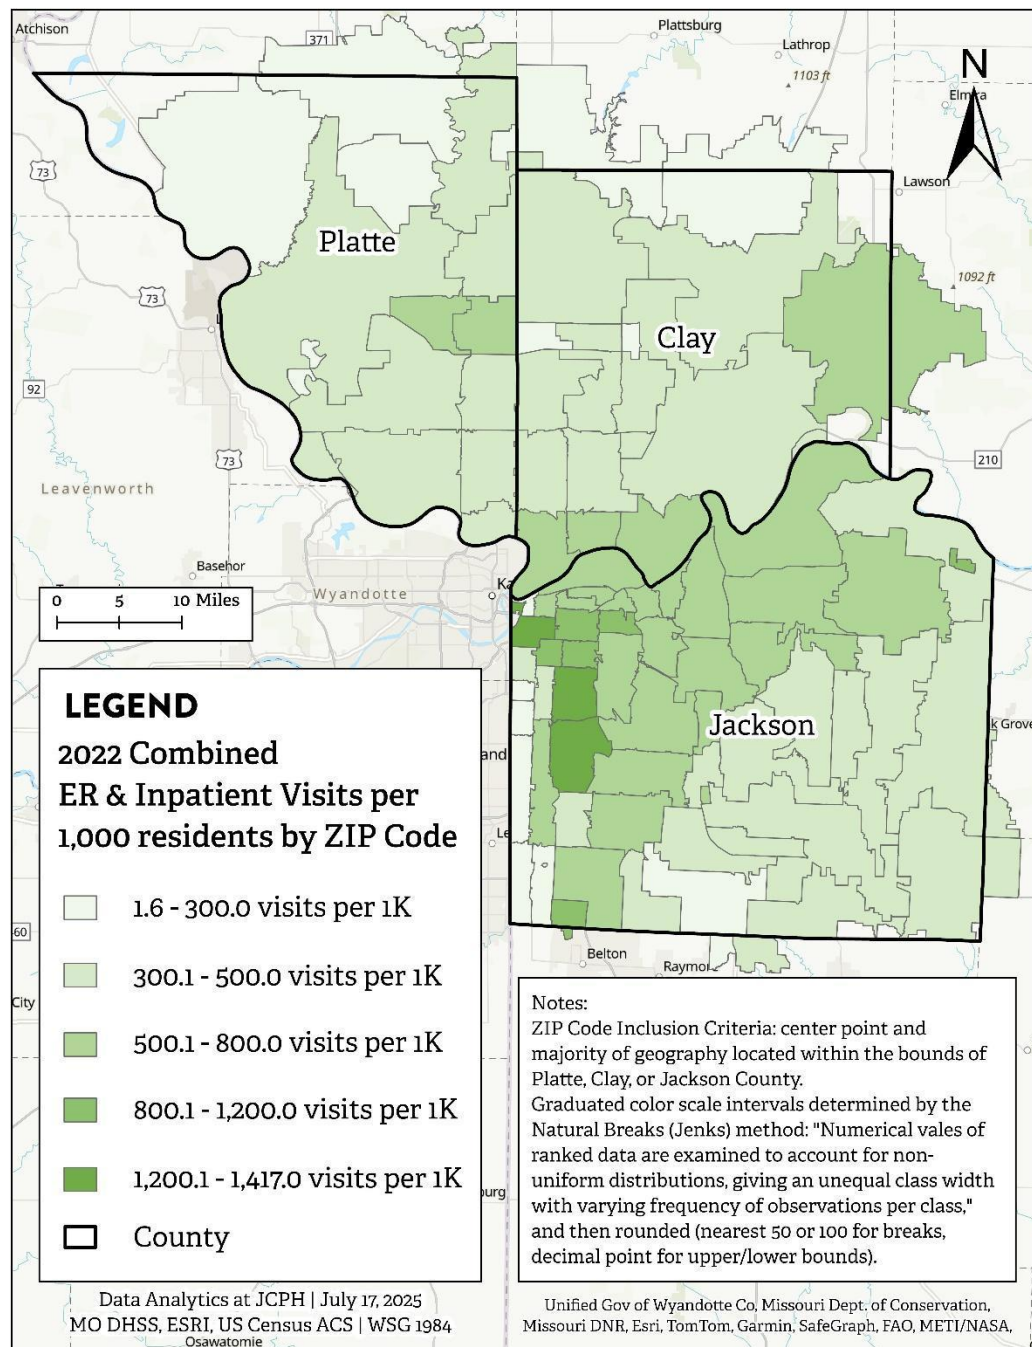 Atchison
371
Plattsburg
Lathrop
1103 ft
N
Elmira
73
Lawson
Platte
73
1092 ft
Clay
92
73
210
Leavenworth
Basehor
Wyandotte
0 5 10 Miles
Jackson
k Grove
and
Le
60
City
Belton
Raymor
burg
Osawatomie
LEGEND
2022 Combined
ER & Inpatient Visits per
1,000 residents by ZIP Code
1.6 - 300.0 visits per 1K
300.1 - 500.0 visits per 1K
500.1 - 800.0 visits per 1K
800.1 - 1,200.0 visits per 1K
1,200.1 - 1,417.0 visits per 1K
County
Data Analytics at JCPH | July 17, 2025
MO DHSS, ESRI, US Census ACS | WSG 1984
Notes:
ZIP Code Inclusion Criteria: center point and
majority of geography located within the bounds of
Platte, Clay, or Jackson County.
Graduated color scale intervals determined by the
Natural Breaks (Jenks) method: "Numerical vales of
ranked data are examined to account for non-
uniform distributions, giving an unequal class width
with varying frequency of observations per class,"
and then rounded (nearest 50 or 100 for breaks,
decimal point for upper/lower bounds).
Unified Gov of Wyandotte Co, Missouri Dept. of Conservation,
Missouri DNR, Esri, TomTom, Garmin, SafeGraph, FAO, METI/NASA,